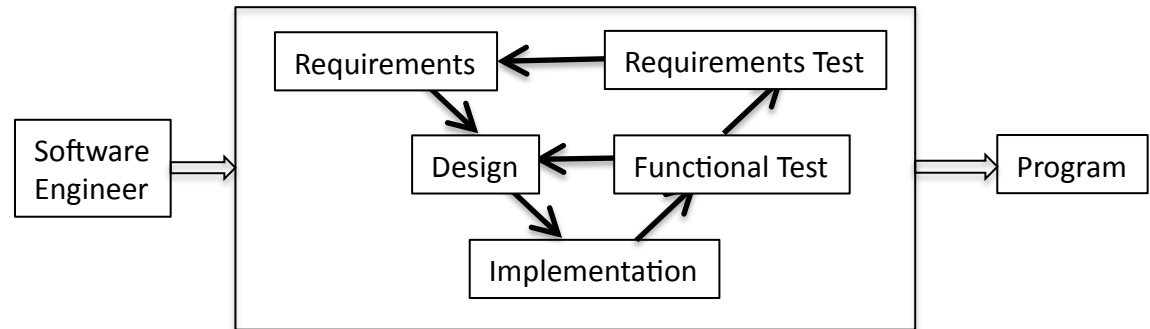 Requirements
Requirements Test
Software
Engineer
Design
Functional Test
Program
Implementation